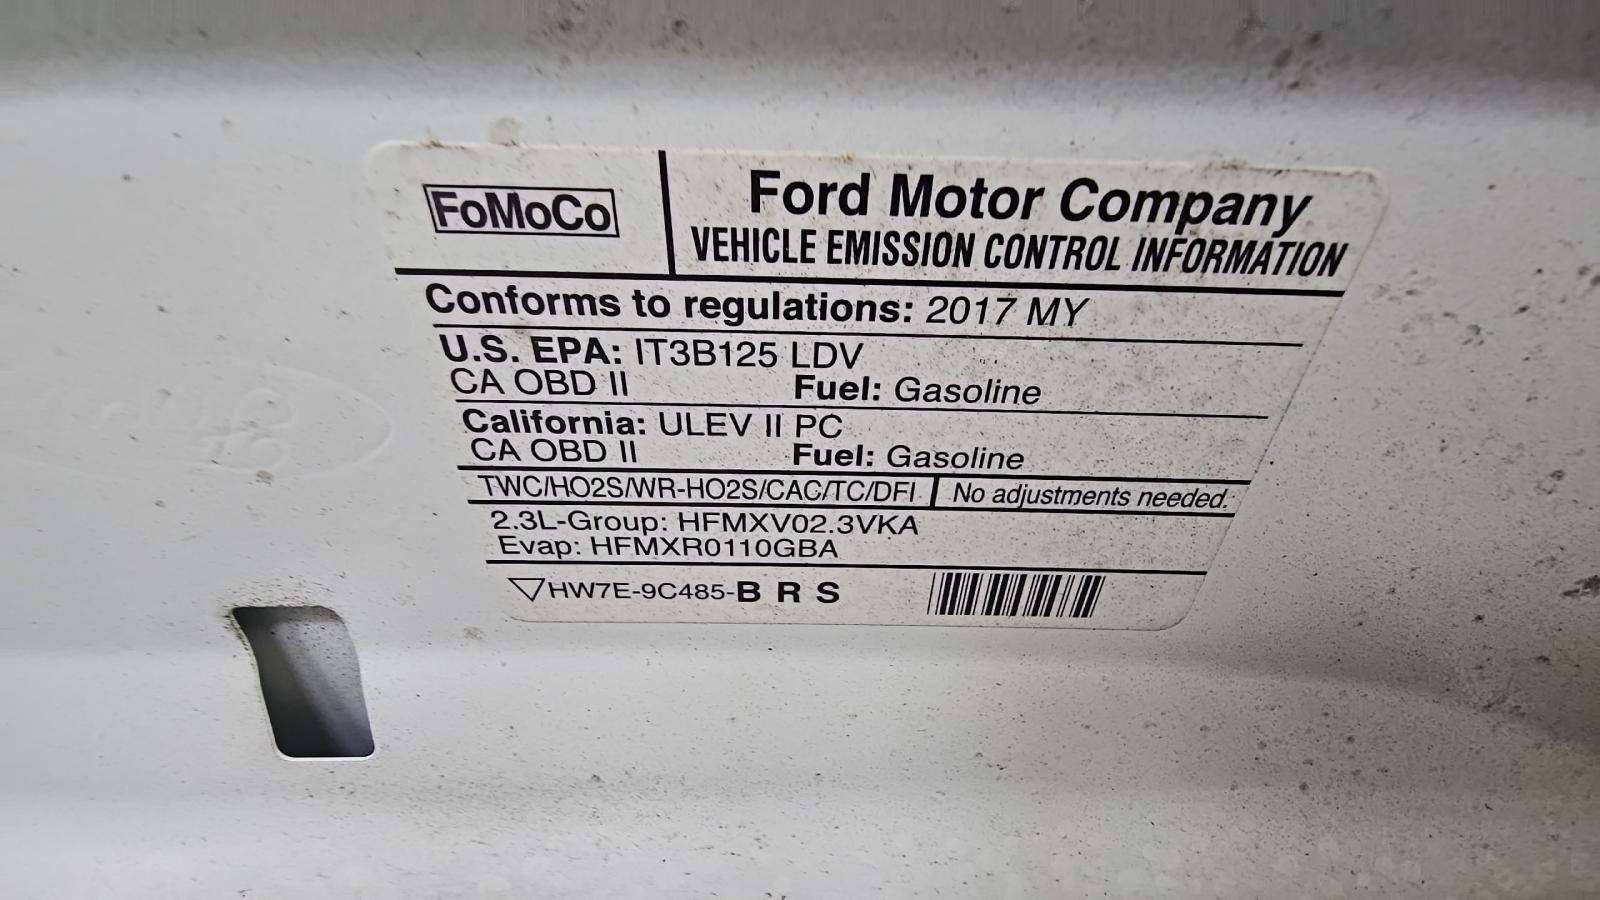 FoMoCo
Ford Motor Company
VEHICLE EMISSION CONTROL INFORMATION
Conforms to regulations: 2017 MY
U.S. EPA: IT3B125 LDV
CA OBD II Fuel: Gasoline
California: ULEV II PC
CA OBD II Fuel: Gasoline
TWC/HO2S/WR-HO2S/CAC/TC/DFI No adjustments needed.
2.3L-Group: HFMXV02.3VKA
Evap: HFMXR0110GBA
HW7E-9C485-B R S